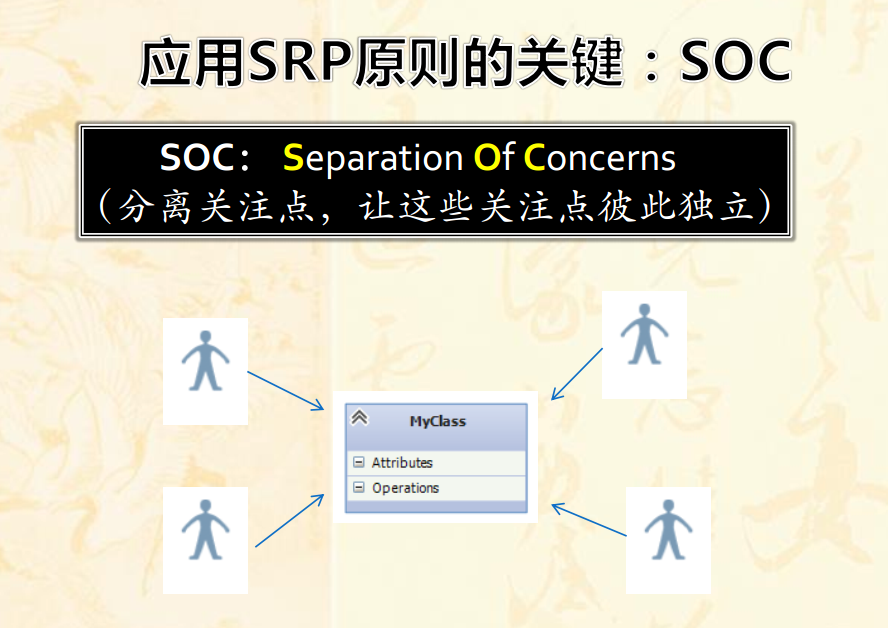 应用SRP原则的关键：SOC
SOC： Separation Of Concerns
（分离关注点，让这些关注点彼此独立）
MyClass
Attributes
Operations